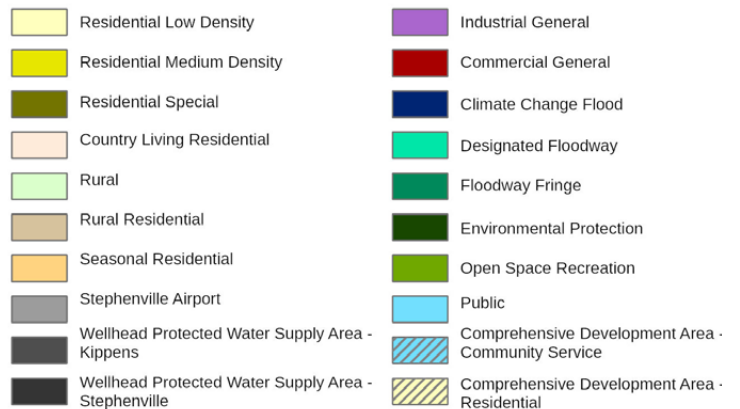 Residential Low Density
Residential Medium Density
Residential Special
Country Living Residential
Rural
Rural Residential
Seasonal Residential
Stephenville Airport
Wellhead Protected Water Supply Area -
Kippens
Wellhead Protected Water Supply Area -
Stephenville
Industrial General
Commercial General
Climate Change Flood
Designated Floodway
Floodway Fringe
Environmental Protection
Open Space Recreation
Public
Comprehensive Development Area -
Community Service
Comprehensive Development Area -
Residential